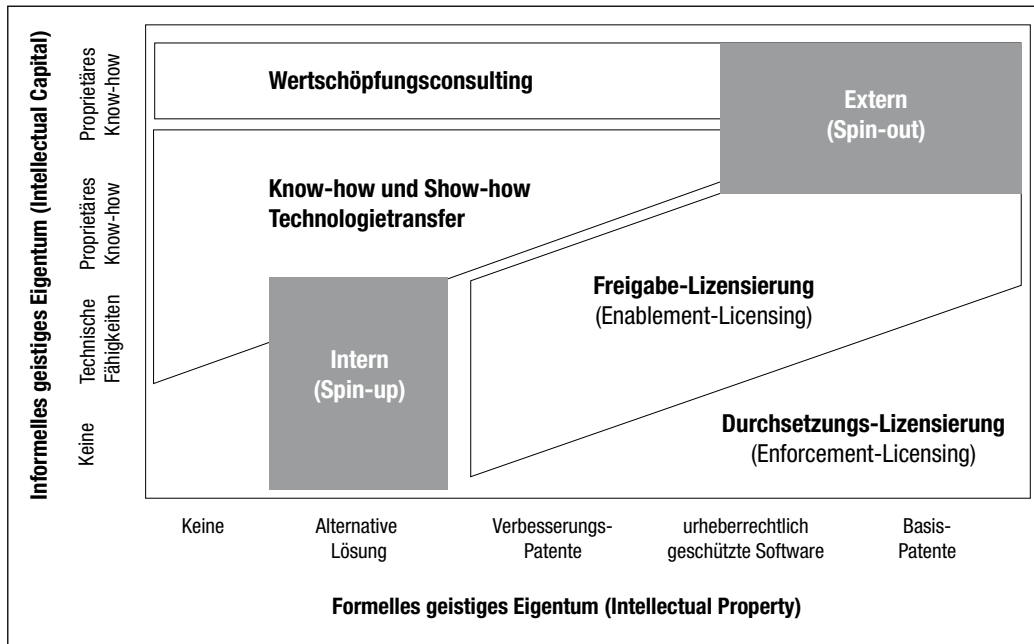 Informelles geistiges Eigentum (Intellectual Capital)
Proprietäres
Know-how
Proprietäres
Know-how
Technische
Fähigkeiten
Keine
Wertschöpfungsconsulting
Extern
(Spin-out)
Know-how und Show-how
Technologietransfer
Freigabe-Lizensierung
(Enablement-Licensing)
Intern
(Spin-up)
Durchsetzungs-Lizensierung
(Enforcement-Licensing)
Keine
Alternative
Lösung
Verbesserungs-
Patente
urheberrechtlich
geschützte Software
Basis-
Patente
Formelles geistiges Eigentum (Intellectual Property)